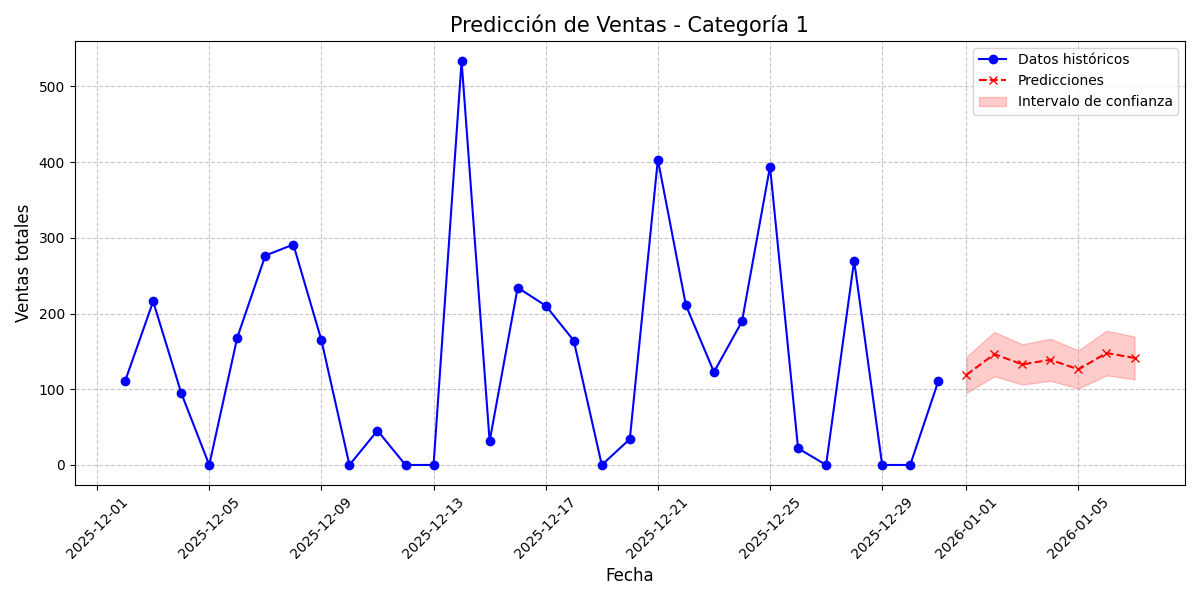 Predicción de Ventas - Categoría 1
Datos históricos
Predicciones
Intervalo de confianza
Ventas totales
500
400
300
200
100
0
2025-12-01
2025-12-05
2025-12-09
2025-12-13
2025-12-17
2025-12-21
2025-12-25
2025-12-29
2026-01-01
2026-01-05
Fecha